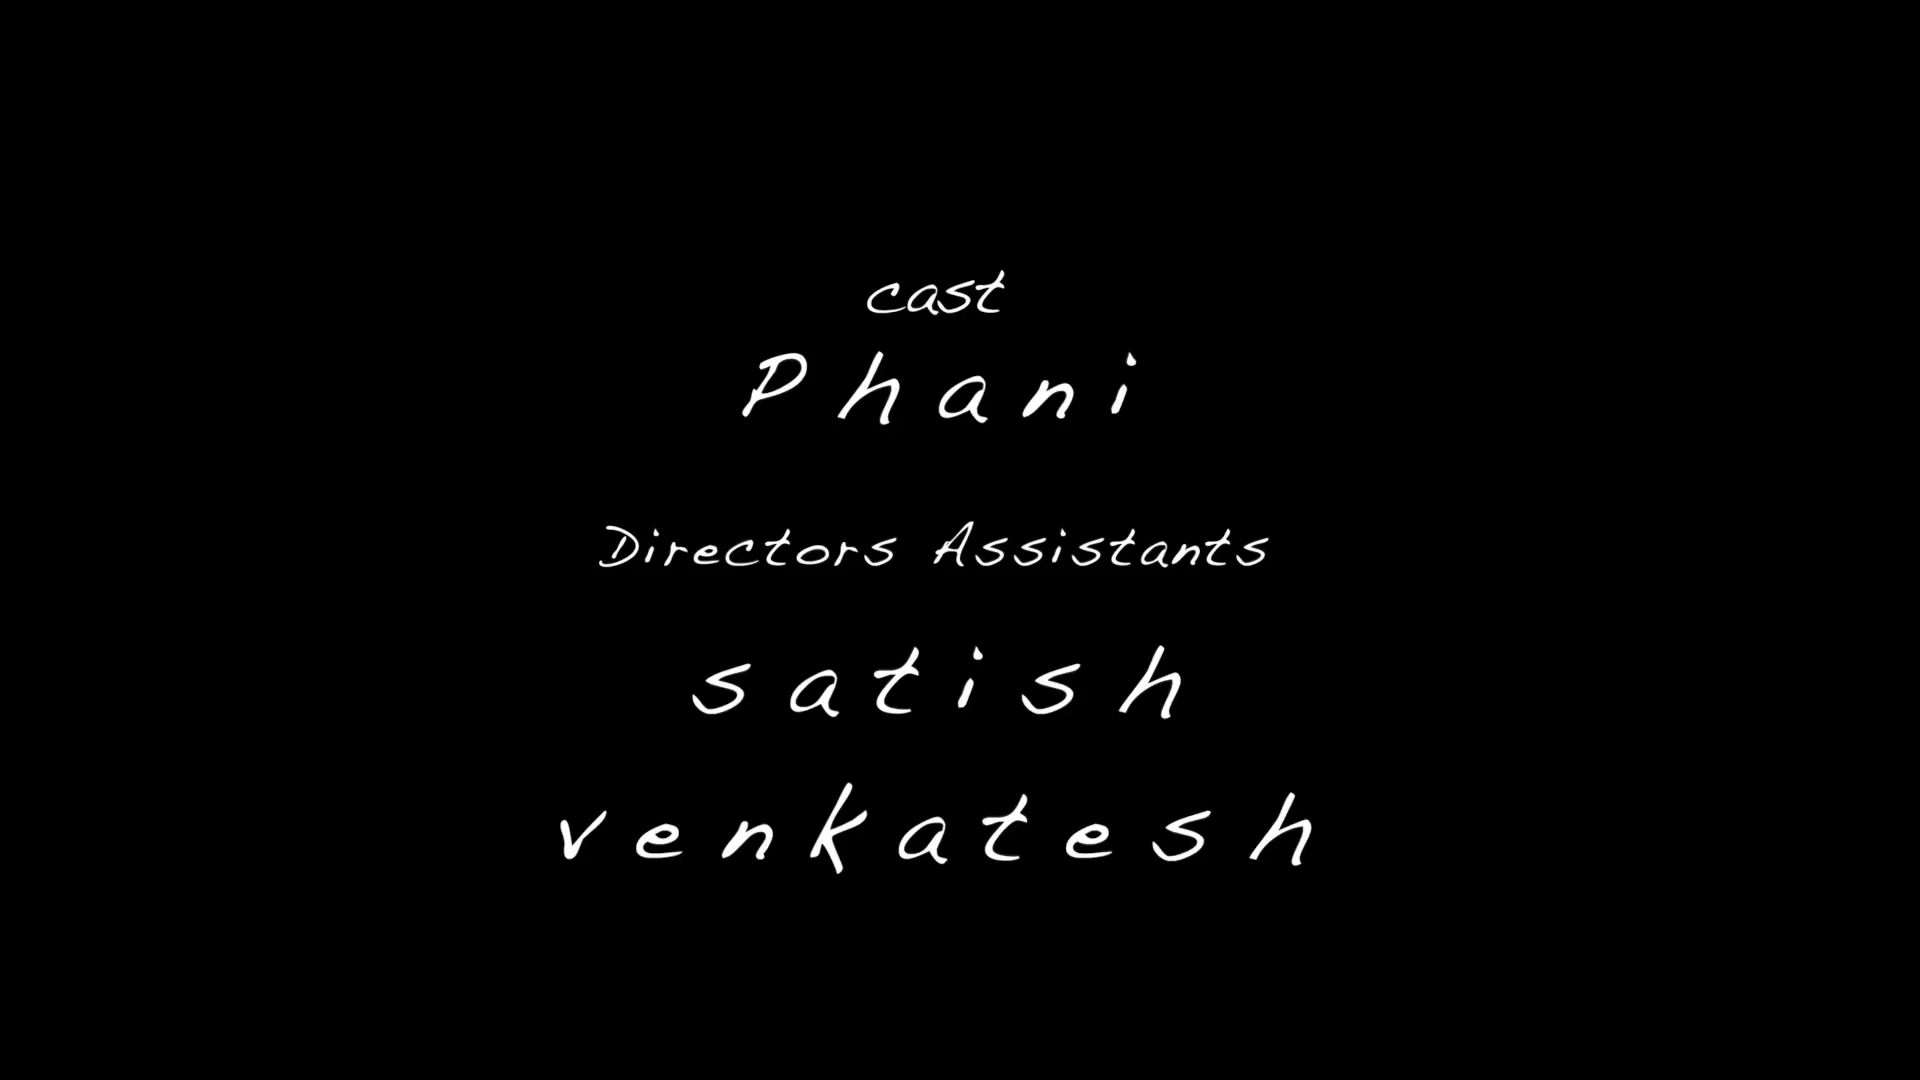 cast
Phani
Directors Assistants
satish
venkatesh